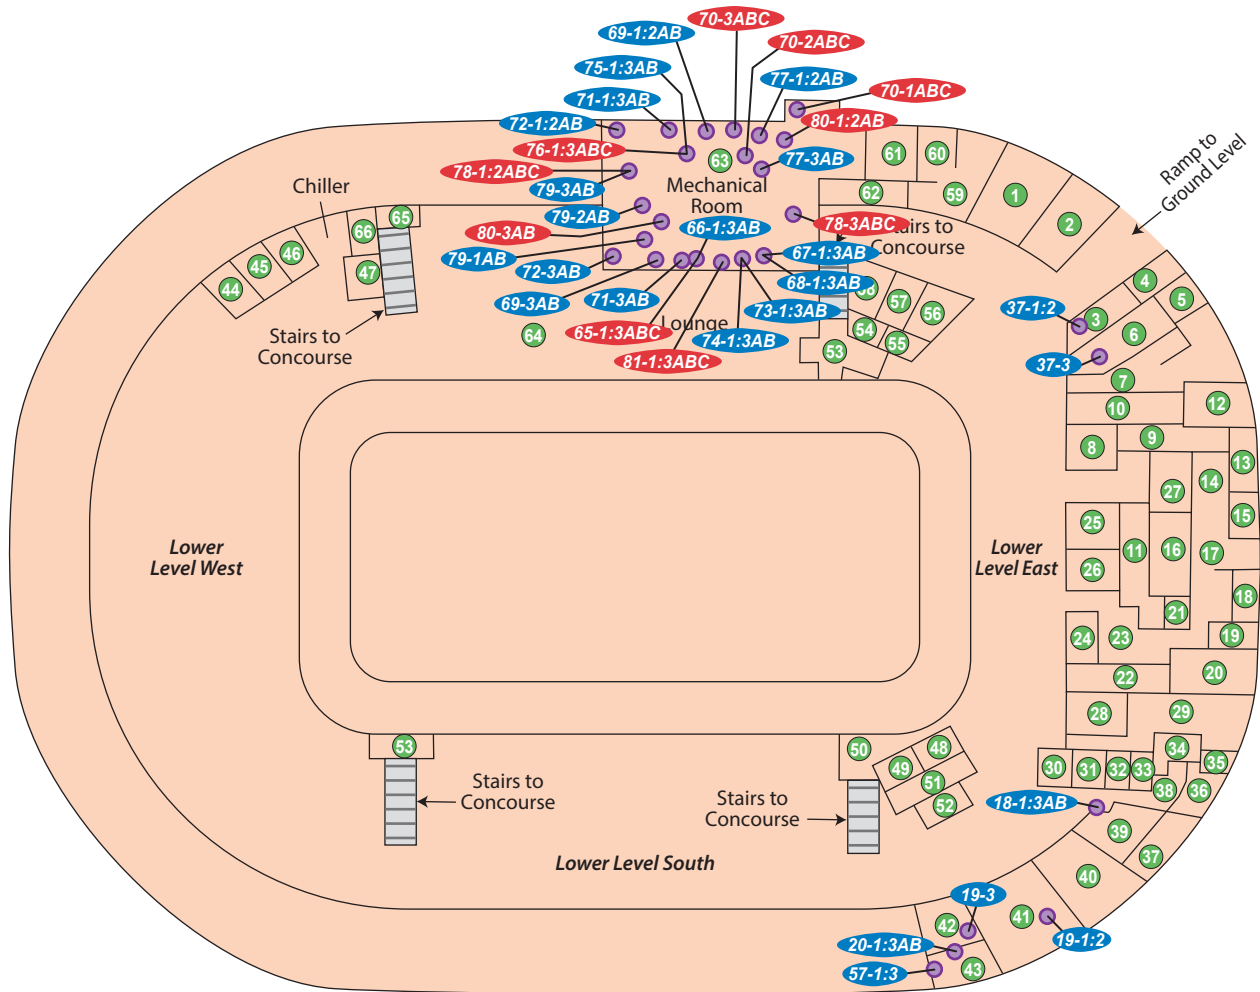 70-3ABC
69-1:2AB
70-2ABC
75-1:3AB
77-1:2AB
70-1ABC
71-1:3AB
72-1:2AB
80-1:2AB
76-1:3ABC
77-3AB
78-1:2ABC
79-3AB
63
Mechanical
Room
61
60
62
59
1
2
Ramp to
Ground Level
Chiller
79-2AB
80-3AB
66-1:3AB
78-3ABC
Stairs to
Concourse
79-1AB
72-3AB
67-1:3AB
68-1:3AB
69-3AB
71-3AB
73-1:3AB
65-1:3ABC
Lounge
74-1:3AB
81-1:3ABC
65
66
46
45
44
47
Stairs to
Concourse
64
58
57
56
54
55
53
37-1:2
37-3
4
5
3
6
7
10
12
8
9
13
14
27
15
25
11
16
17
26
18
21
24
23
19
22
20
28
29
34
35
30
31
32
33
38
36
Lower
Level West
Lower
Level East
53
Stairs to
Concourse
50
48
49
51
52
Stairs to
Concourse
18-1:3AB
39
37
40
Lower Level South
19-3
41
42
19-1:2
20-1:3AB
57-1:3
43